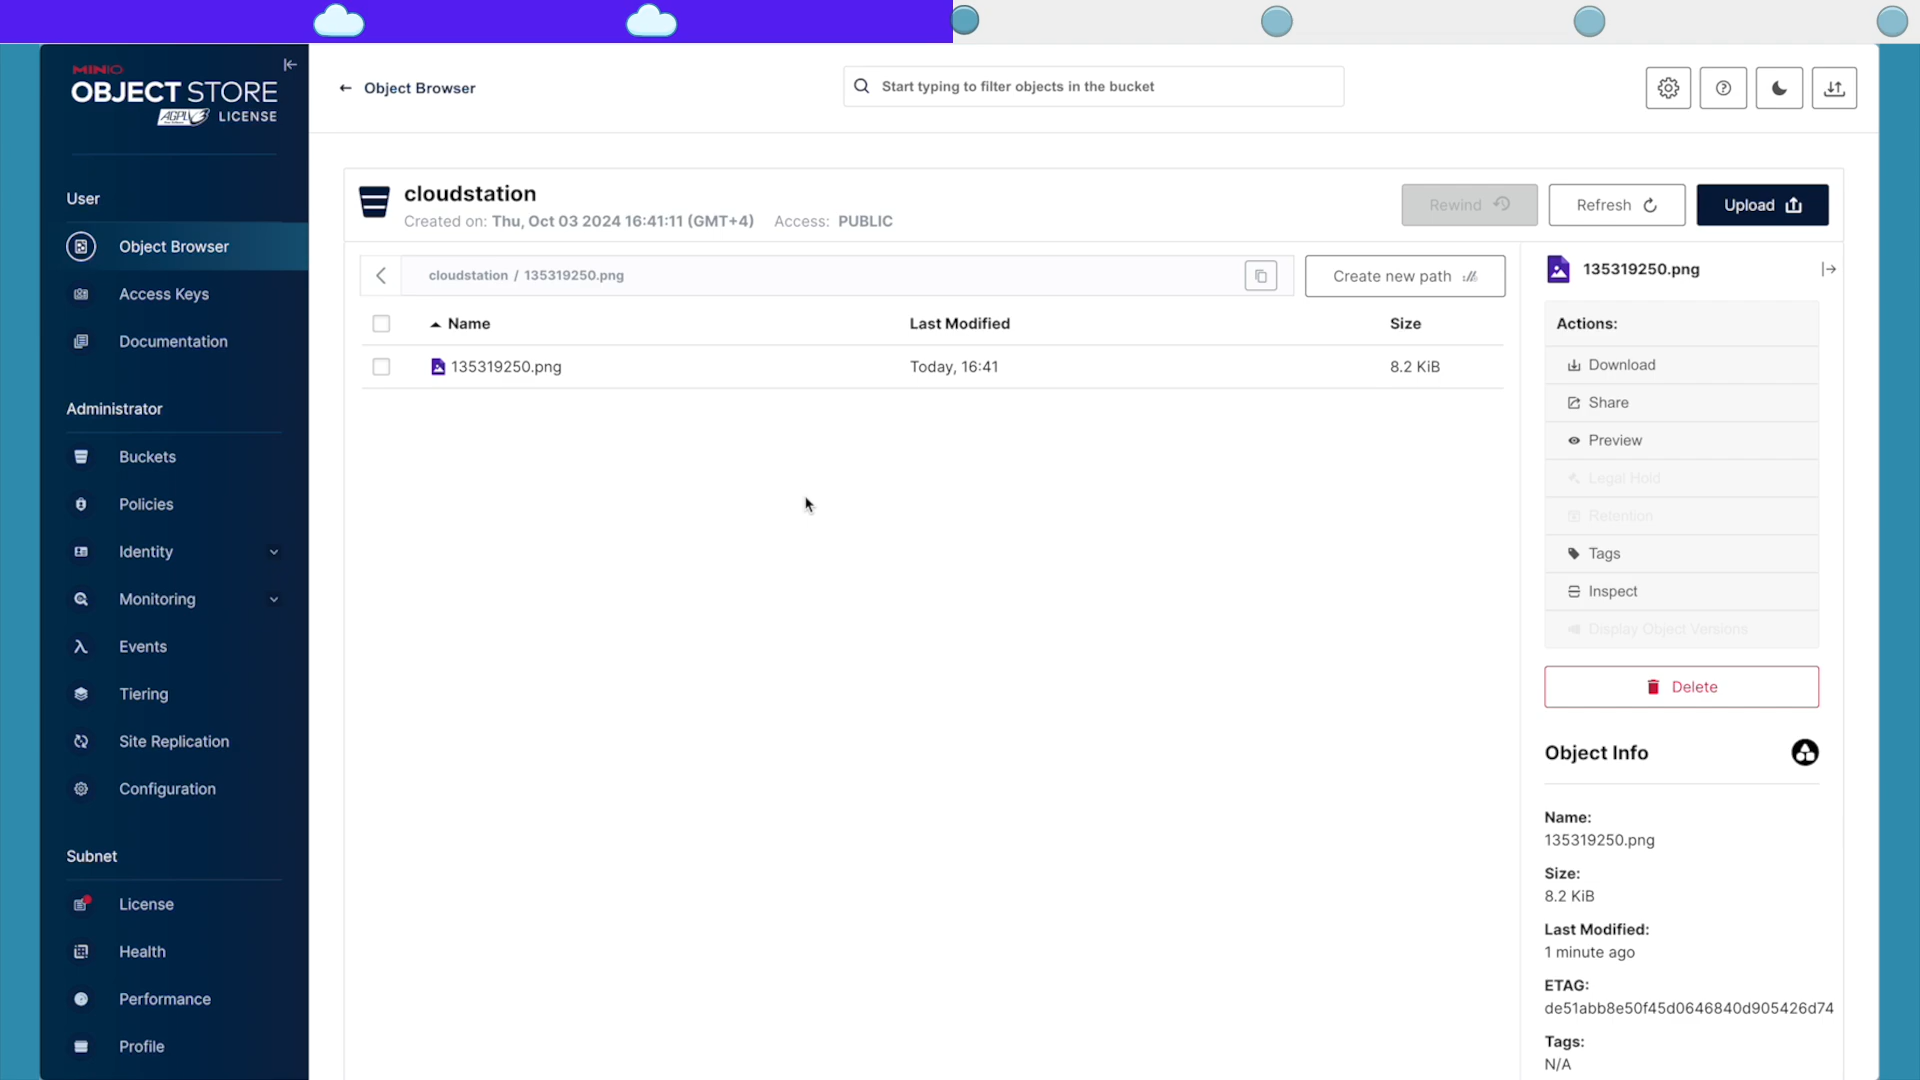 MINIO
OBJECT STORE
AGPL LICENSE
User
Object Browser
Access Keys
Documentation
Administrator
Buckets
Policies
Identity
Monitoring
Events
Tiering
Site Replication
Configuration
Subnet
License
Health
Performance
Profile
Object Browser
Start typing to filter objects in the bucket
cloudstation
Created on: Thu, Oct 03 2024 16:41:11 (GMT+4) Access: PUBLIC
Rewind
Refresh
Upload
cloudstation / 135319250.png
Create new path
Name Last Modified Size
135319250.png Today, 16:41 8.2 KiB
135319250.png
Actions:
Download
Share
Preview
Legal Hold
Retention
Tags
Inspect
Display Object Versions
Delete
Object Info
Name:
135319250.png
Size:
8.2 KiB
Last Modified:
1 minute ago
ETAG:
de51abb8e50f45d0646840d905426d74
Tags:
N/A